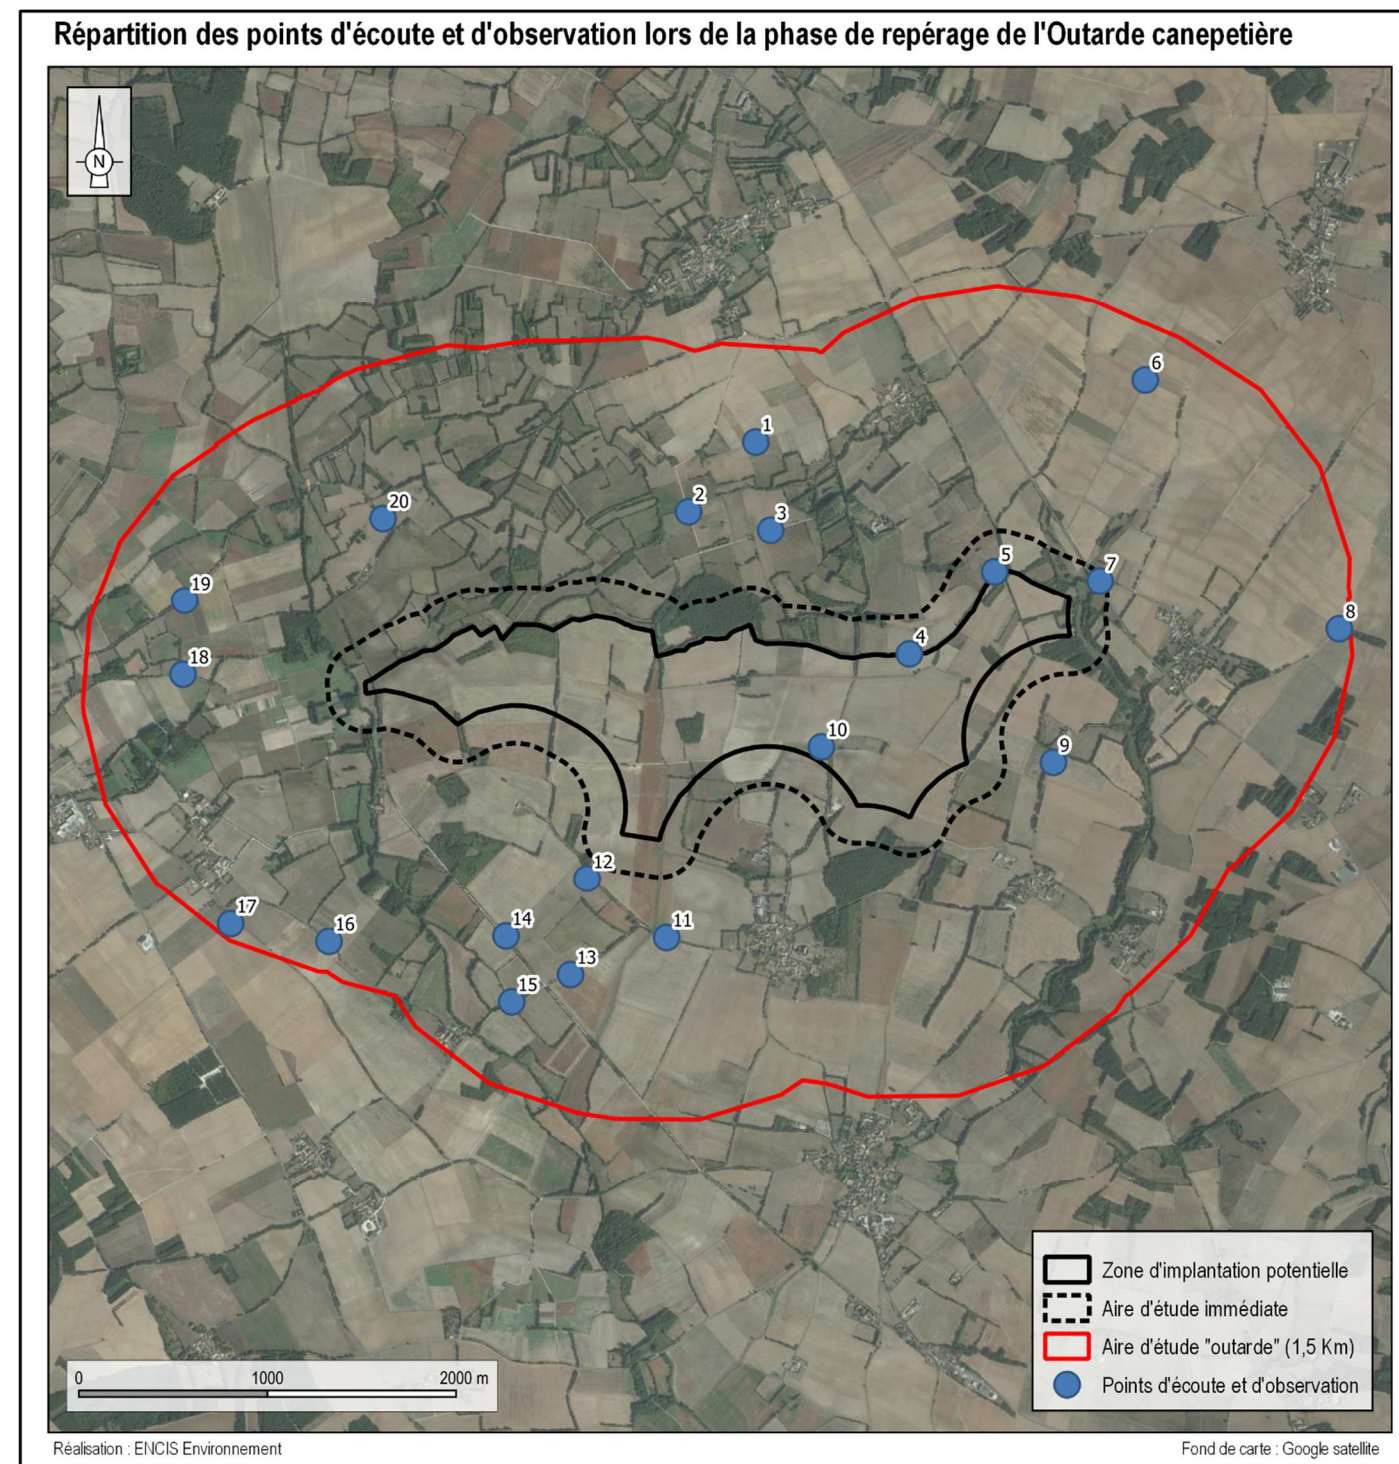 Répartition des points d'écoute et d'observation lors de la phase de repérage de l'Outarde canepetière
N
6
1
2
3
20
5
7
19
8
4
18
10
9
12
17
16
14
11
13
15
Zone d'implantation potentielle
Aire d'étude immédiate
Aire d'étude "outarde" (1,5 Km)
Points d'écoute et d'observation
0 1000 2000 m
Réalisation : ENCIS Environnement
Fond de carte : Google satellite